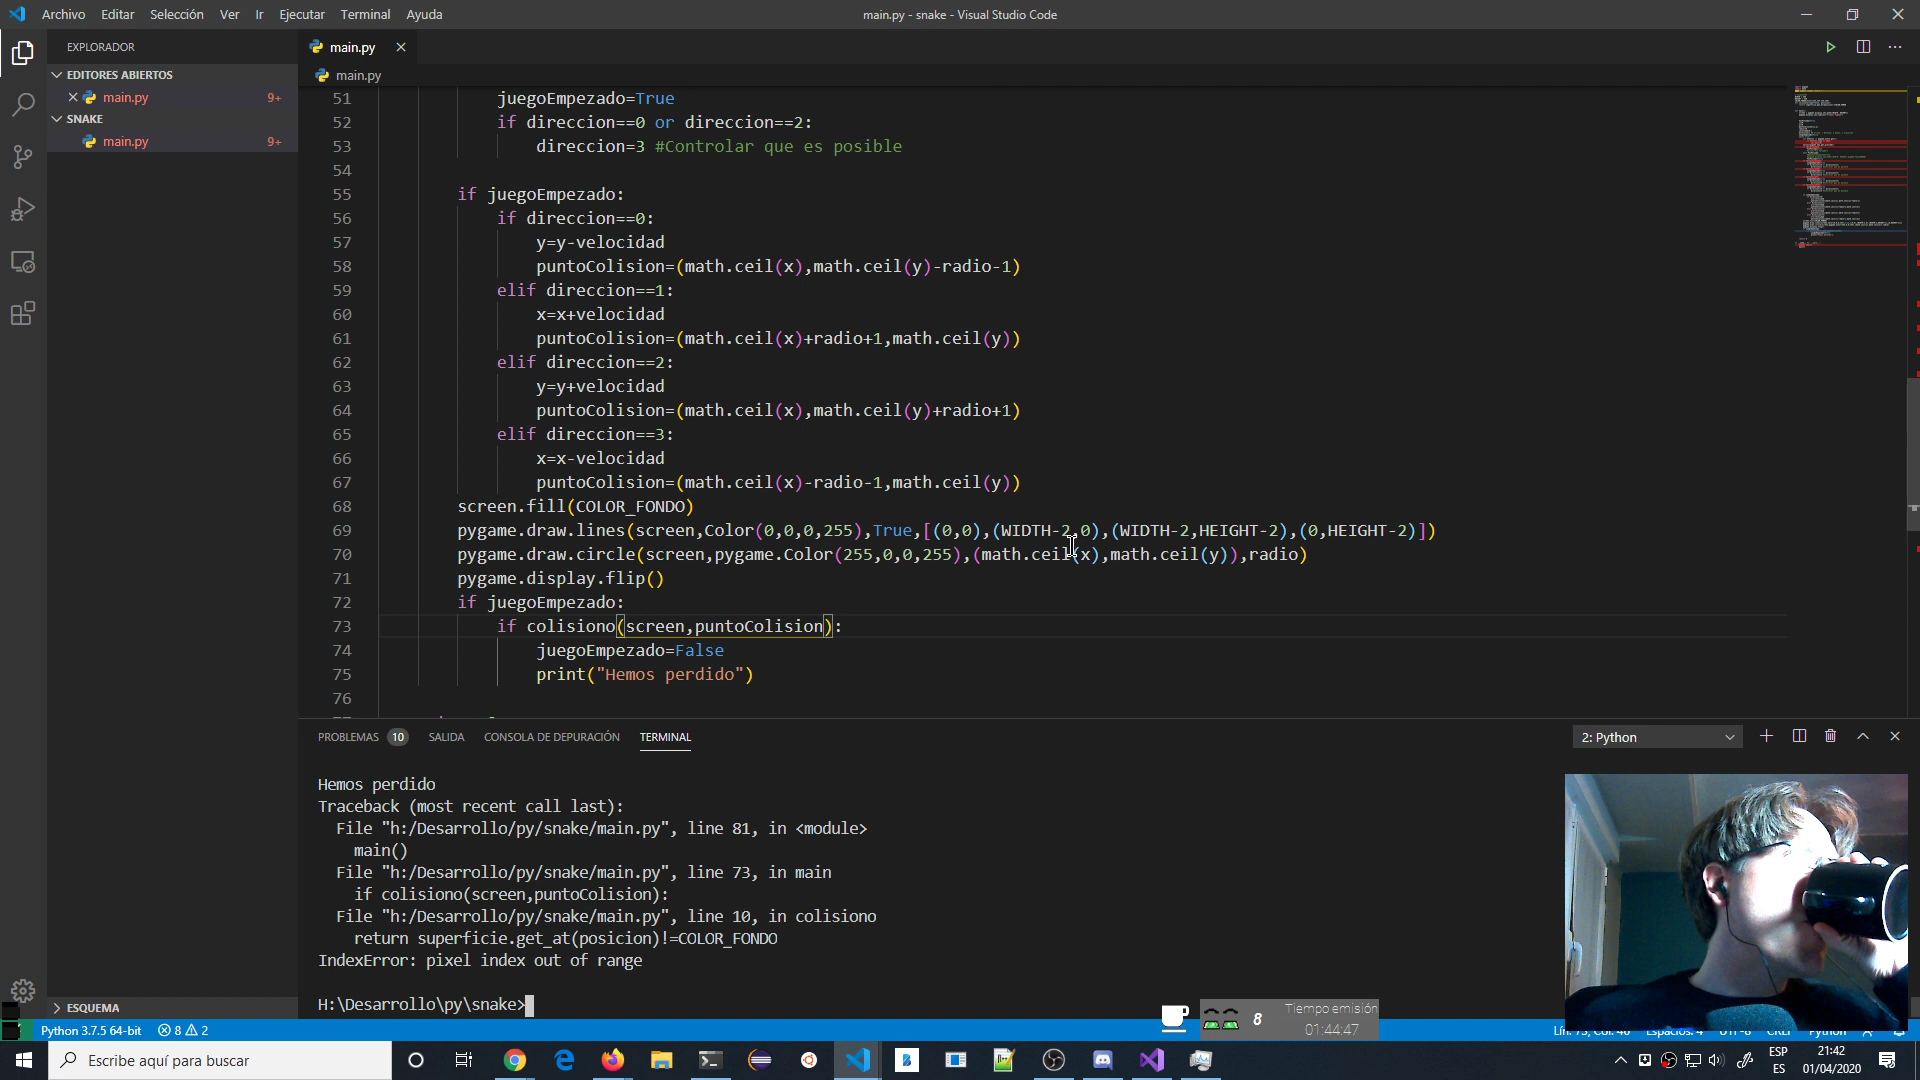 Archivo Editar Selección Ver Ir Ejecutar Terminal Ayuda
main.py - snake - Visual Studio Code
EXPLORADOR
EDITORES ABIERTOS
main.py 9+
SNAKE
main.py 9+
ESQUEMA
main.py
main.py
51 juegoEmpezado=True
52 if direccion==0 or direccion==2:
53 direccion=3 #Controlar que es posible
54
55 if juegoEmpezado:
56 if direccion==0:
57 y=y-velocidad
58 puntoColision=(math.ceil(x),math.ceil(y)-radio-1)
59 elif direccion==1:
60 x=x+velocidad
61 puntoColision=(math.ceil(x)+radio+1,math.ceil(y))
62 elif direccion==2:
63 y=y+velocidad
64 puntoColision=(math.ceil(x),math.ceil(y)+radio+1)
65 elif direccion==3:
66 x=x-velocidad
67 puntoColision=(math.ceil(x)-radio-1,math.ceil(y))
68 screen.fill(COLOR_FONDO)
69 pygame.draw.lines(screen,Color(0,0,0,255),True,[(0,0),(WIDTH-2,0),(WIDTH-2,HEIGHT-2),(0,HEIGHT-2)])
70 pygame.draw.circle(screen,pygame.Color(255,0,0,255),(math.ceil(x),math.ceil(y)),radio)
71 pygame.display.flip()
72 if juegoEmpezado:
73 if colisiono(screen,puntoColision):
74 juegoEmpezado=False
75 print("Hemos perdido")
76
PROBLEMAS 10 SALIDA CONSOLA DE DEPURACIÓN TERMINAL
2: Python
Hemos perdido
Traceback (most recent call last):
File "h:/Desarrollo/py/snake/main.py", line 81, in <module>
main()
File "h:/Desarrollo/py/snake/main.py", line 73, in main
if colisiono(screen,puntoColision):
File "h:/Desarrollo/py/snake/main.py", line 10, in colisiono
return superficie.get_at(posicion)!=COLOR_FONDO
IndexError: pixel index out of range
H:\Desarrollo\py\snake>
8 Tiempo emisión
01:44:47
Python 3.7.5 64-bit 8 2
Escribe aquí para buscar
ESP
ES
21:42
01/04/2020